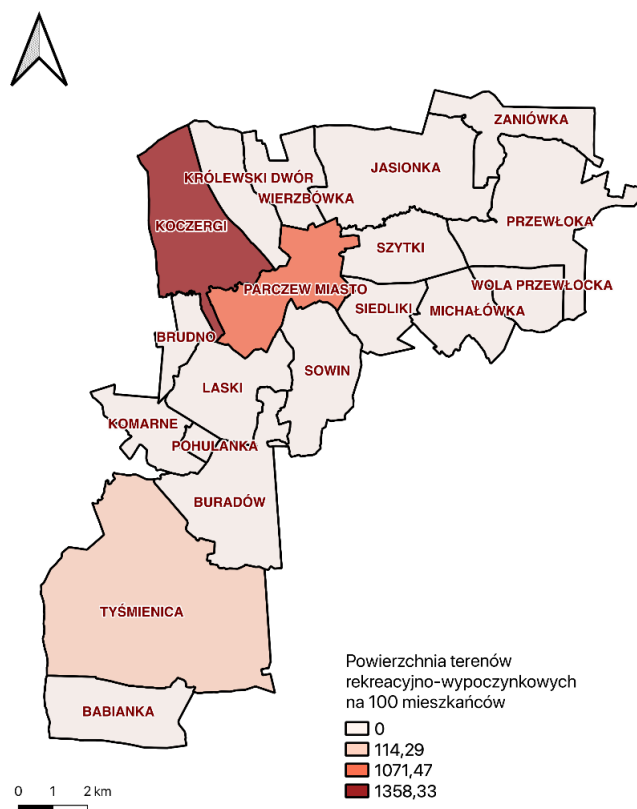 ZANIÓWKA
JASIONKA
KRÓLEWSKI DWÓR
WIERZBÓWKA
PRZEWŁOKA
KOCZERGI
SZYTKI
WOLA PRZEWŁOCKA
PARCZEW MIASTO
SIEDLIKI
MICHAŁÓWKA
BRUDNO
SOWIN
LASKI
KOMARNE
POHULANKA
BURADÓW
TYŚMIENICA
BABIANKA
Powierzchnia terenów
rekreacyjno-wypoczynkowych
na 100 mieszkańców
0
114,29
1071,47
1358,33
0 1 2 km